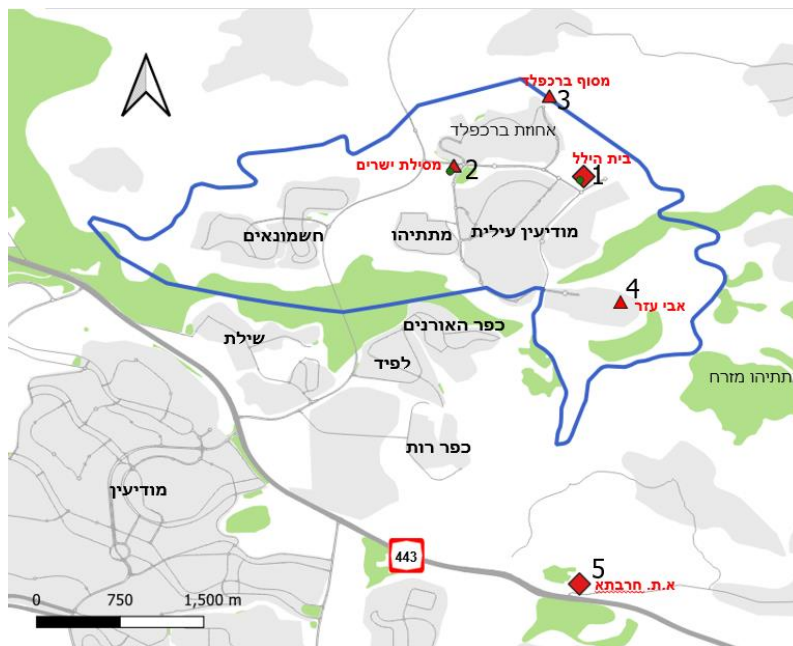 מסוף ברכפלד
3
אחוזת ברכפלד
מסילת ישרים
2
בית הילל
1
חשמונאים
מתתיהו
מודיעין עילית
4
אבי עזר
כפר האורנים
שילת
לפיד
תתיהו מזרח
כפר רות
מודיעין
443
5
א.ת. חרבתא
0 750 1,500 m